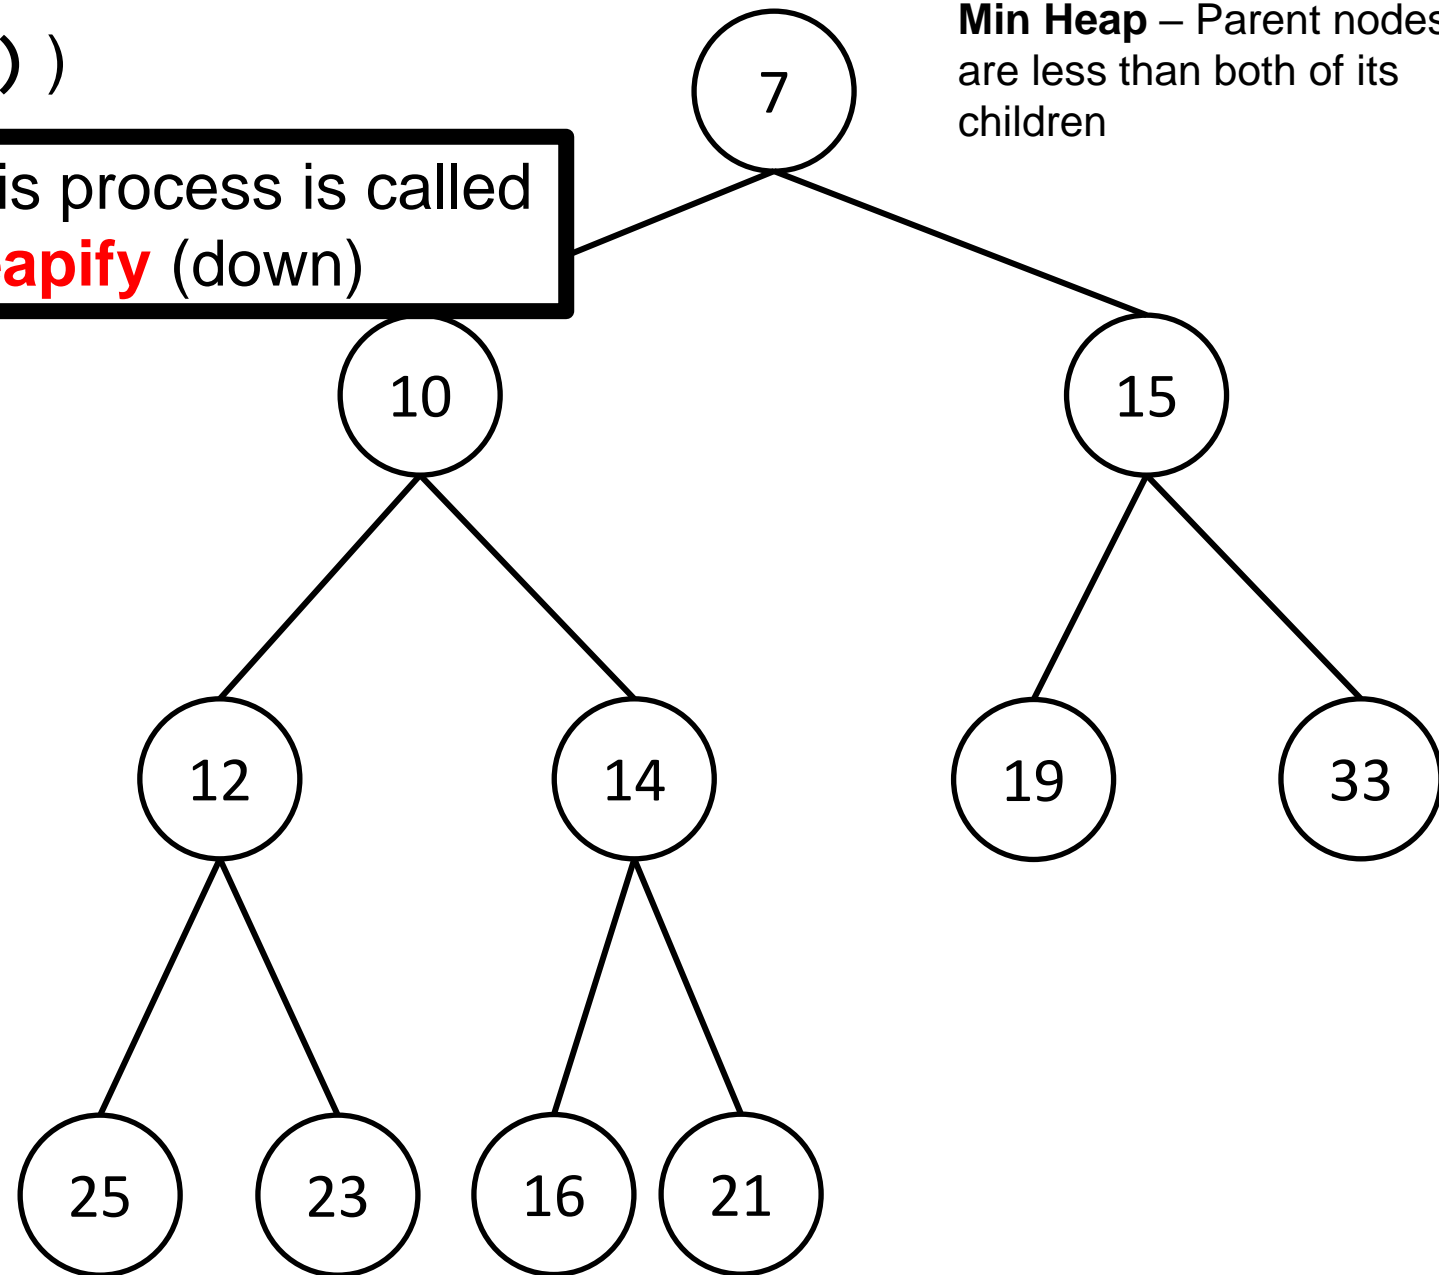 ))
7
Min Heap – Parent nodes
are less than both of its
children
is process is called
eapify (down)
10
15
12
14
19
33
25
23
16
21